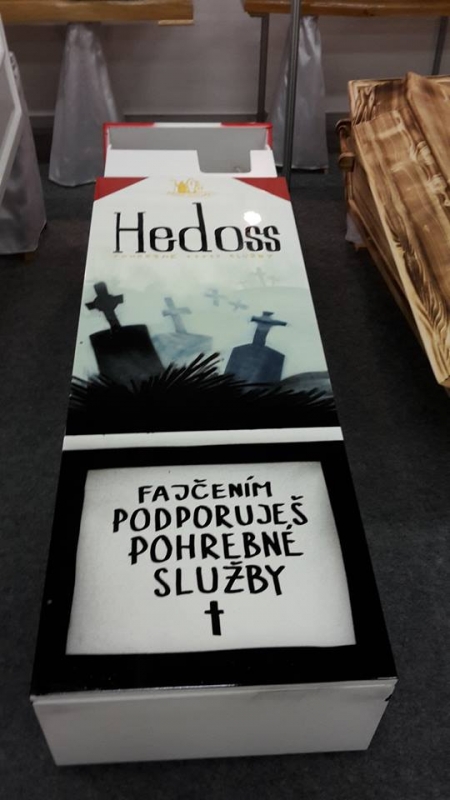 Hedoss
FAJČENÍM
PODPORUJEŠ
POHREBNÉ
SLUŽBY